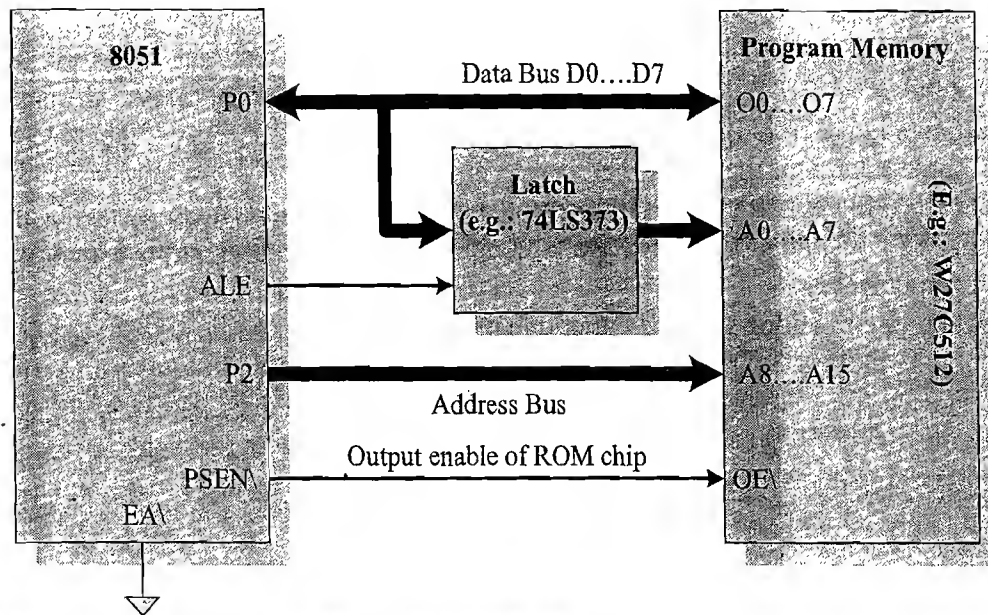 8051
Program Memory
Data Bus D0....D7
P0
O0....O7
Latch
(e.g.: 74LS373)
A0....A7
(E.g.: W27C512)
ALE
P2
A8....A15
Address Bus
Output enable of ROM chip
PSEN\
OE\
EA\